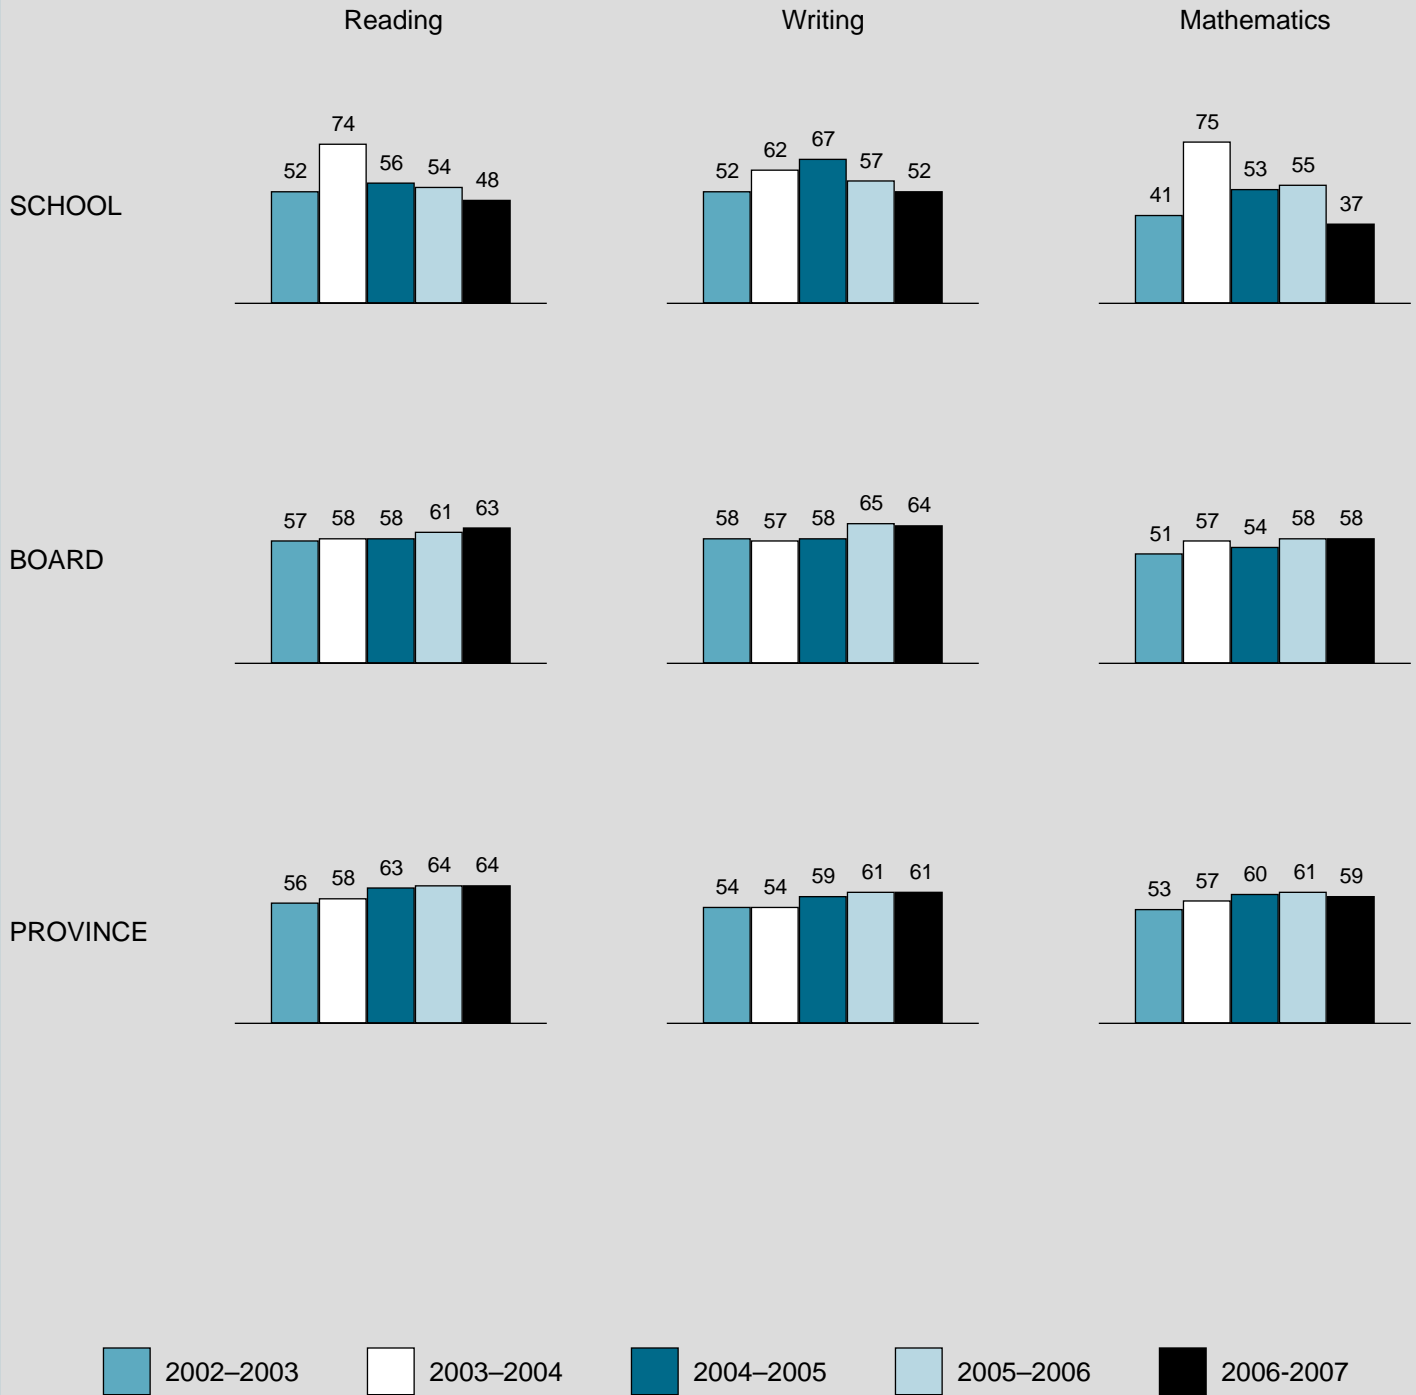 Reading Writing Mathematics
SCHOOL
52 74 56 54 48
52 62 67 57 52
41 75 53 55 37
BOARD
57 58 58 61 63
58 57 58 65 64
51 57 54 58 58
PROVINCE
56 58 63 64 64
54 54 59 61 61
53 57 60 61 59
2002–2003 2003–2004 2004–2005 2005–2006 2006-2007